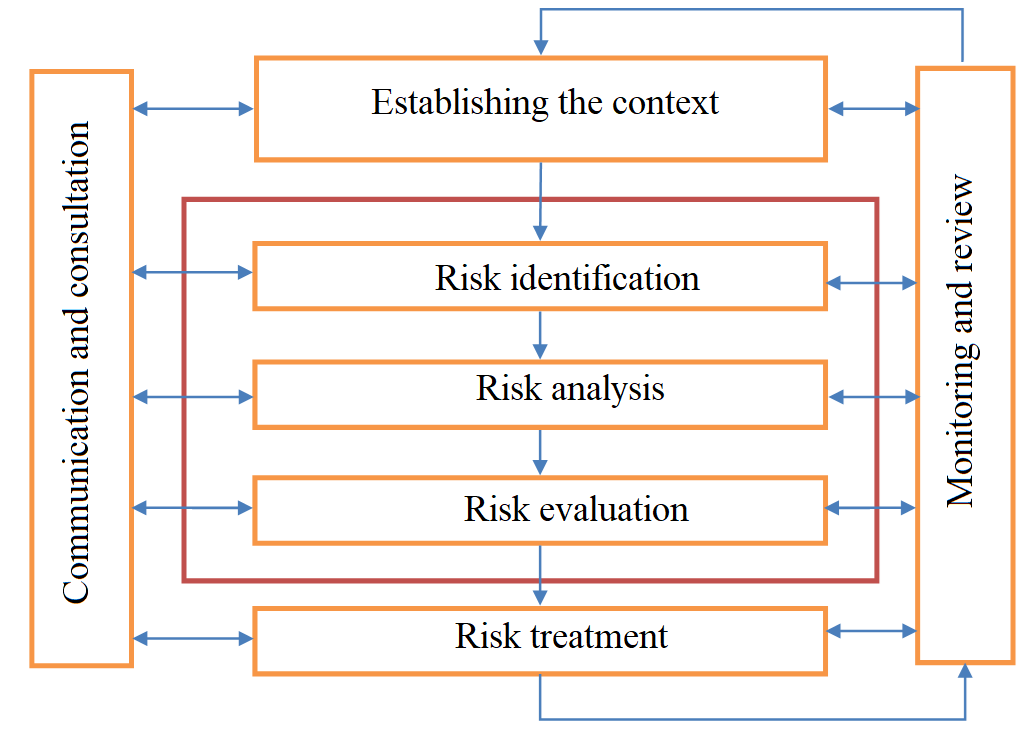 Establishing the context
Communication and consultation
Risk identification
Risk analysis
Risk evaluation
Risk treatment
Monitoring and review